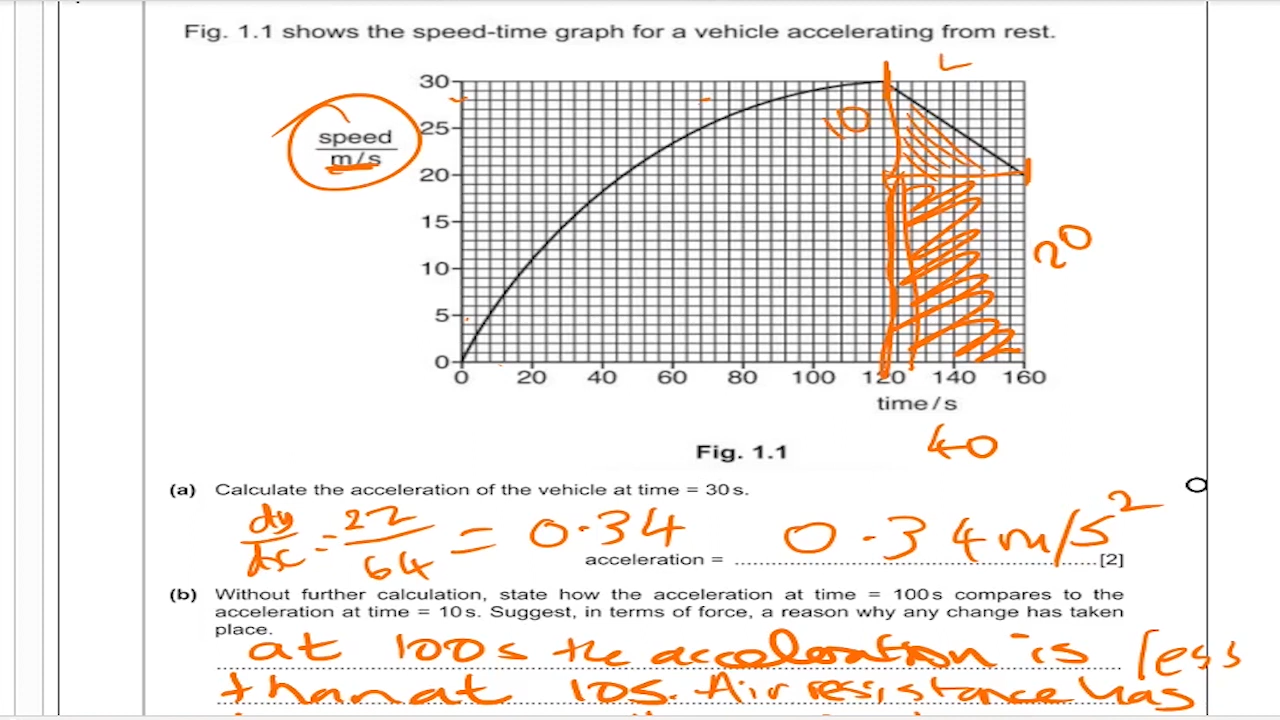 Fig. 1.1 shows the speed-time graph for a vehicle accelerating from rest.
30
25
20
15
10
5
0
speed
m/s
10
20
0 20 40 60 80 100 120 140 160
time / s
40
Fig. 1.1
(a) Calculate the acceleration of the vehicle at time = 30 s.
dy/dx = 22/64 = 0.34
acceleration = 0.34 m/s² [2]
(b) Without further calculation, state how the acceleration at time = 100 s compares to the
acceleration at time = 10 s. Suggest, in terms of force, a reason why any change has taken
place.
at 100s the acceleration is less
than at 10s. Air resistance has